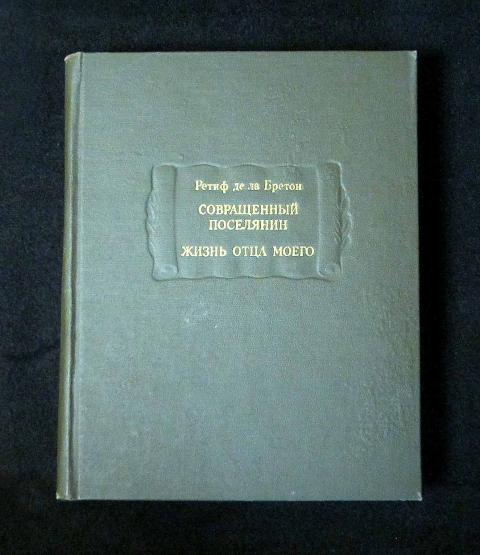 Ретиф де ла Бретон
СОВРАЩЕННЫЙ
ПОСЕЛЯНИН
ЖИЗНЬ ОТЦА МОЕГО